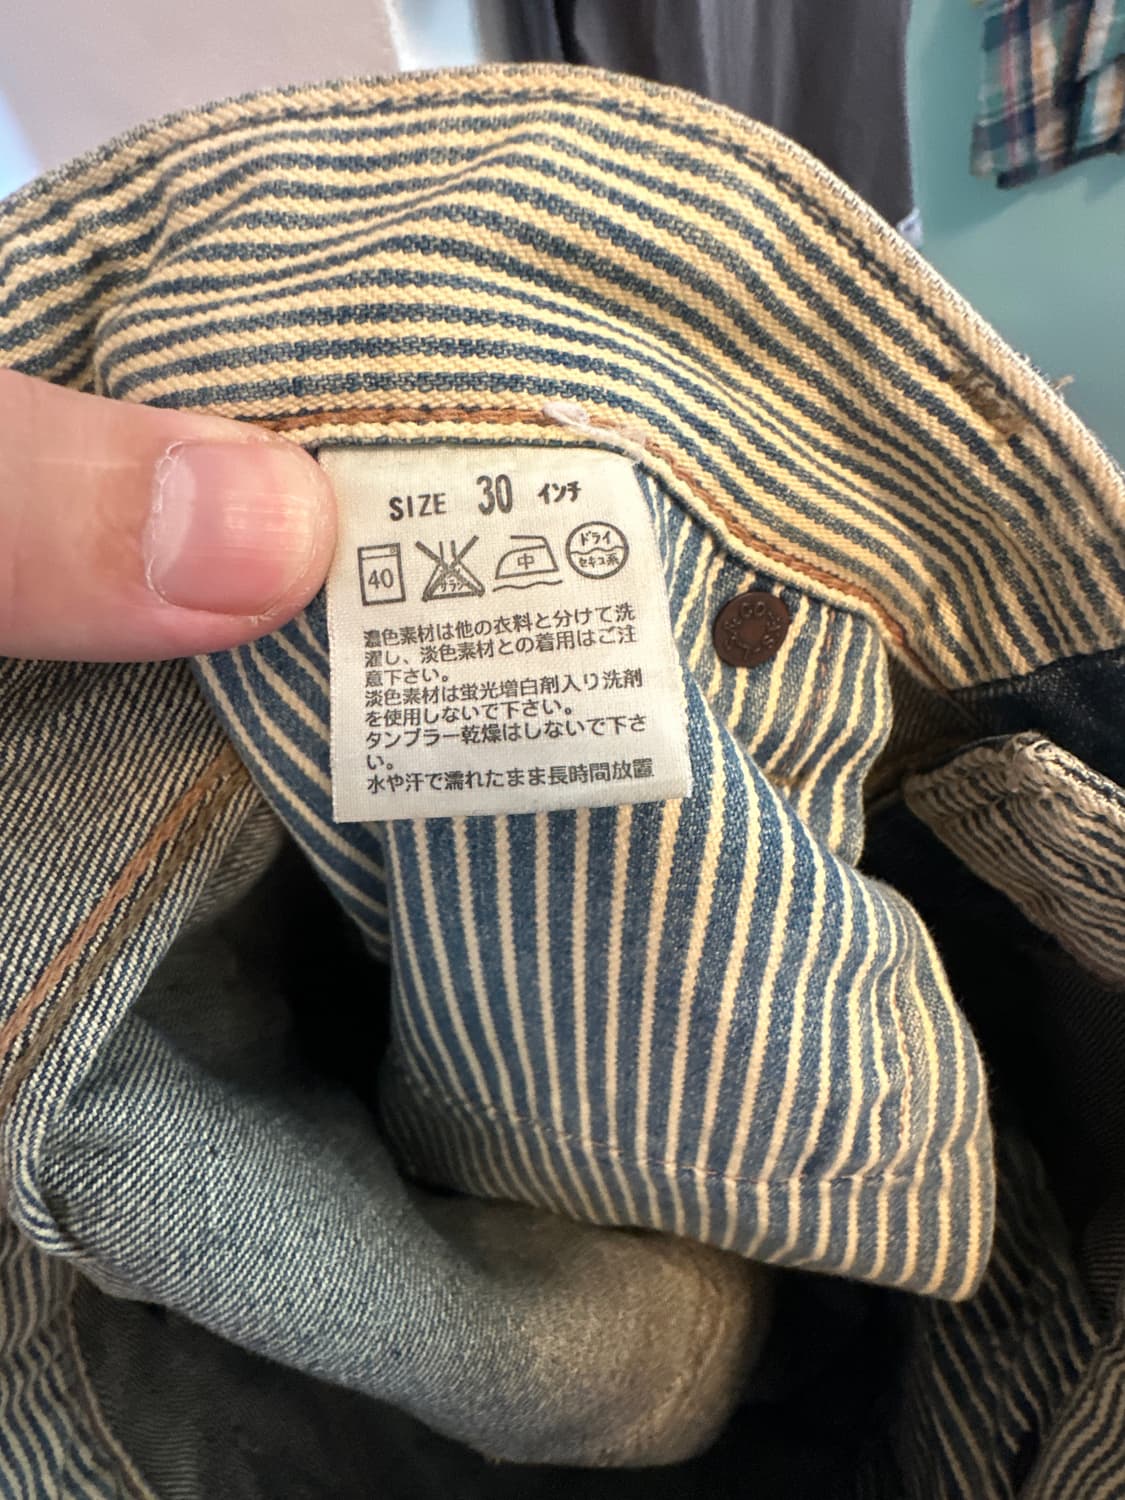 SIZE 30 インチ
40
中
ドライ
セキユ系
濃色素材は他の衣料と分けて洗
濯し、淡色素材との着用はご注
意下さい。
淡色素材は蛍光増白剤入り洗剤
を使用しないで下さい。
タンブラー乾燥はしないで下さ
い。
水や汗で濡れたまま長時間放置